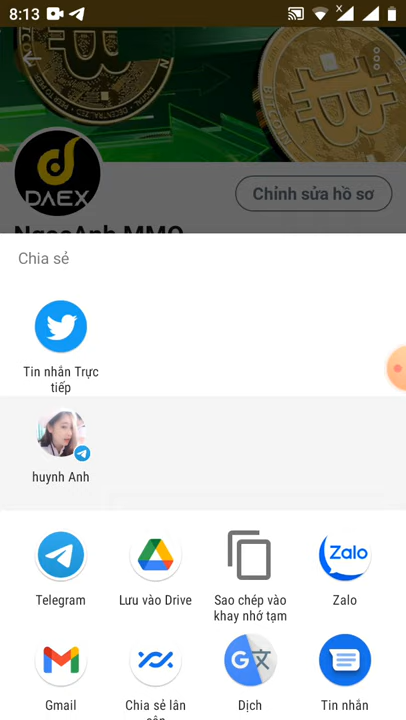 8:13
DAEX
Chỉnh sửa hồ sơ
NgocAnh MMO
Chia sẻ
Tin nhắn Trực
tiếp
huynh Anh
Zalo
Telegram
Lưu vào Drive
Sao chép vào
khay nhớ tạm
Zalo
Gmail
Chia sẻ lân
cận
Dịch
Tin nhắn